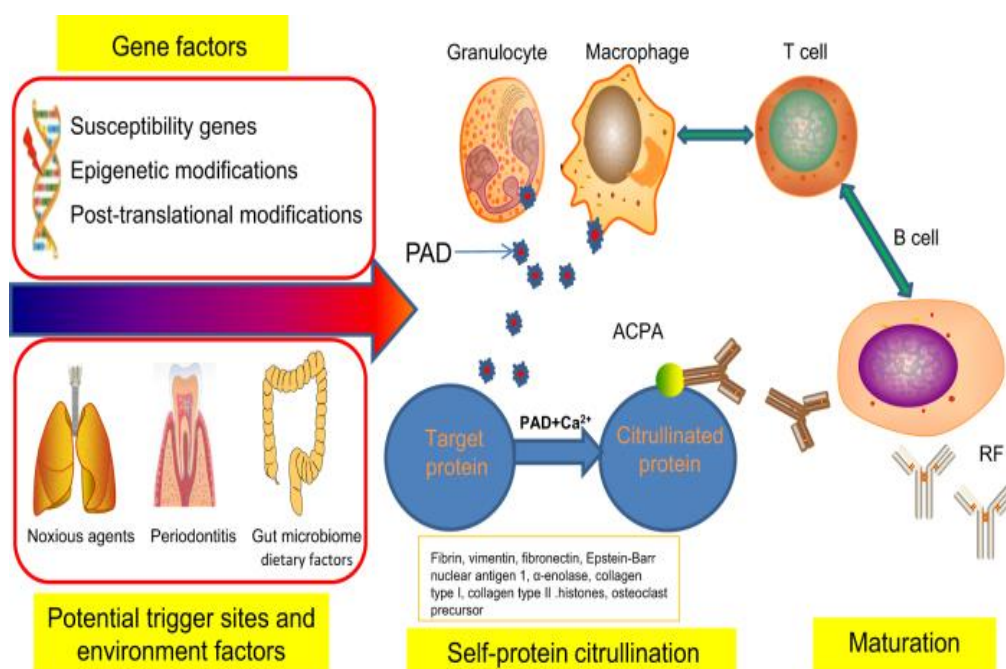 Gene factors
Susceptibility genes
Epigenetic modifications
Post-translational modifications
Noxious agents
Periodontitis
Gut microbiome
dietary factors
Potential trigger sites and
environment factors
Granulocyte
Macrophage
T cell
PAD
B cell
ACPA
Target
protein
PAD+Ca²⁺
Citrullinated
protein
RF
Fibrin, vimentin, fibronectin, Epstein-Barr
nuclear antigen 1, α-enolase, collagen
type I, collagen type II .histones, osteoclast
precursor
Self-protein citrullination
Maturation